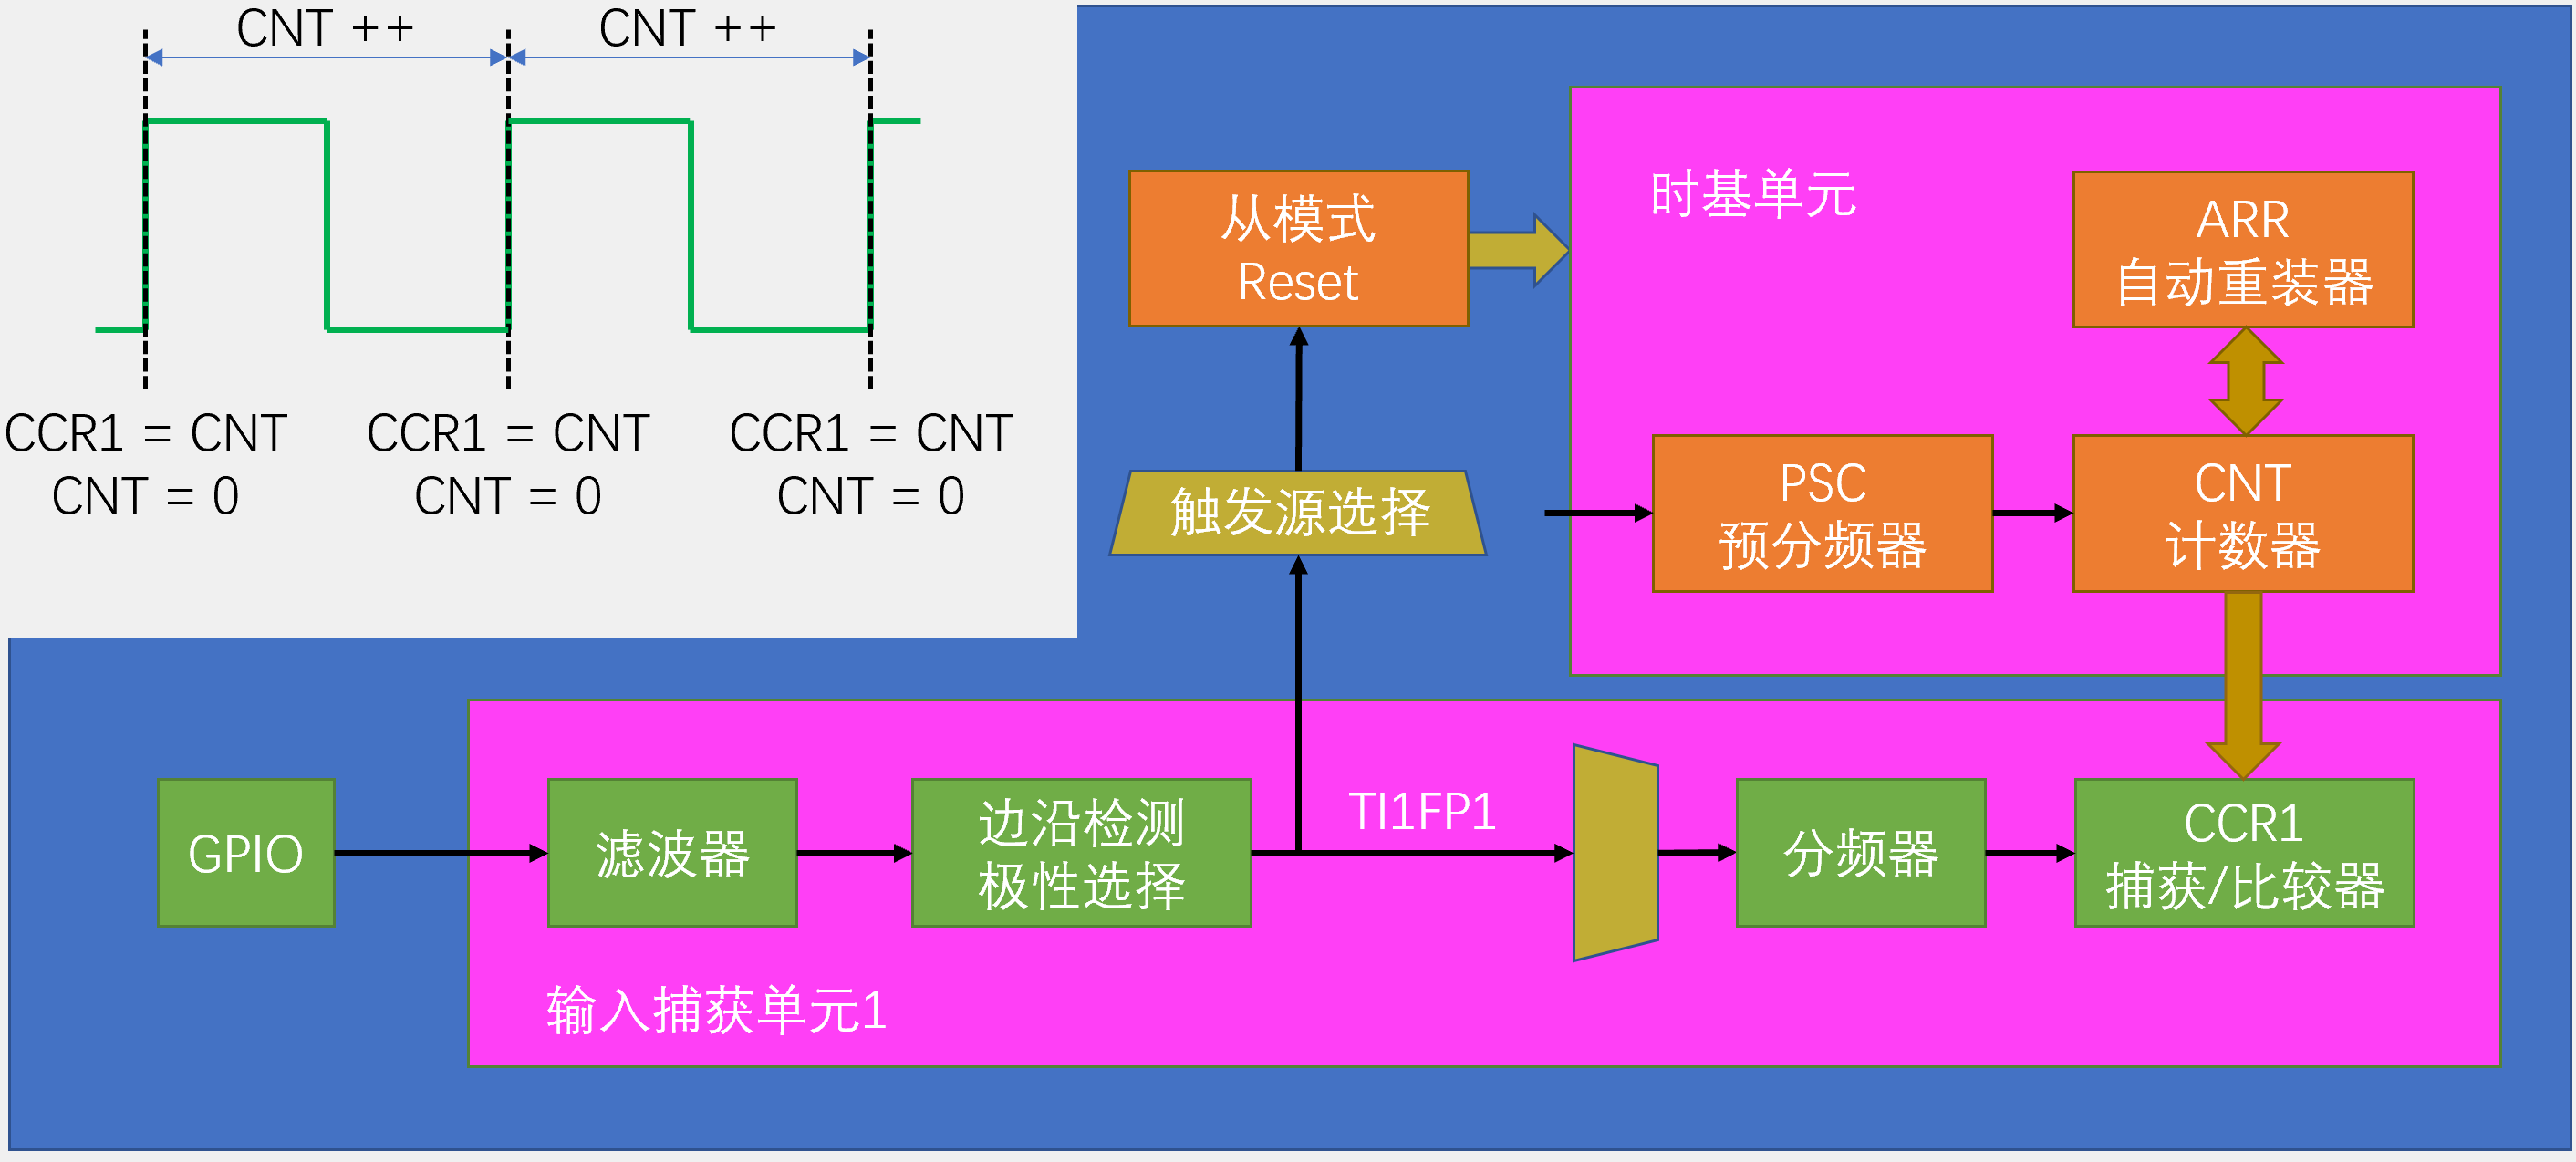 CNT ++
CNT ++
CCR1 = CNT
CNT = 0
CCR1 = CNT
CNT = 0
CCR1 = CNT
CNT = 0
从模式
Reset
时基单元
ARR
自动重装器
触发源选择
PSC
预分频器
CNT
计数器
GPIO
滤波器
边沿检测
极性选择
TI1FP1
分频器
CCR1
捕获/比较器
输入捕获单元1